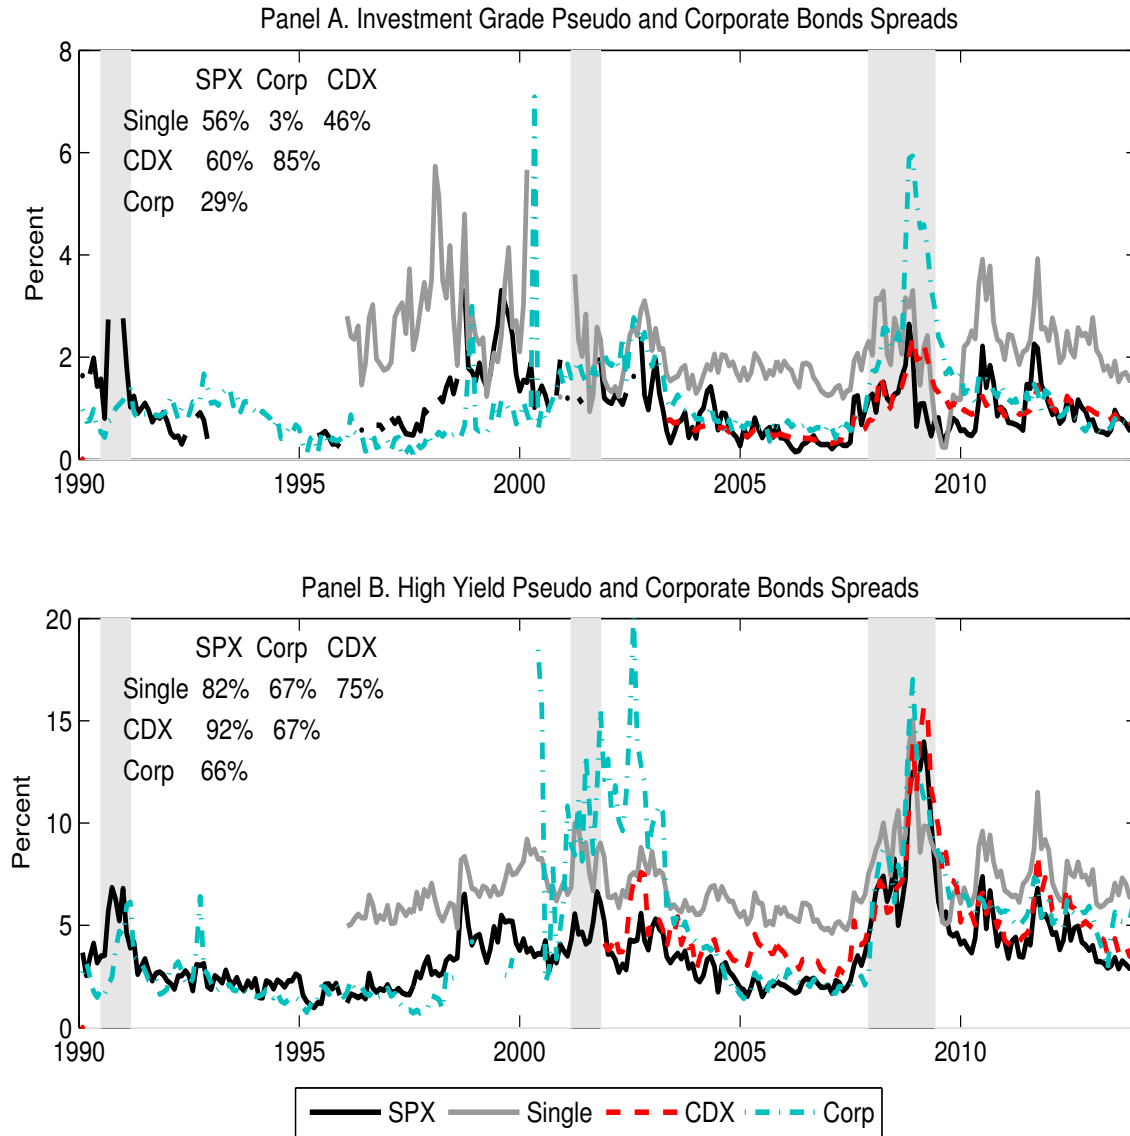 Panel A. Investment Grade Pseudo and Corporate Bonds Spreads
8
6
4
2
0
Percent
SPX Corp CDX
Single 56% 3% 46%
CDX 60% 85%
Corp 29%
1990 1995 2000 2005 2010
Panel B. High Yield Pseudo and Corporate Bonds Spreads
20
15
10
5
0
Percent
SPX Corp CDX
Single 82% 67% 75%
CDX 92% 67%
Corp 66%
1990 1995 2000 2005 2010
SPX Single CDX Corp